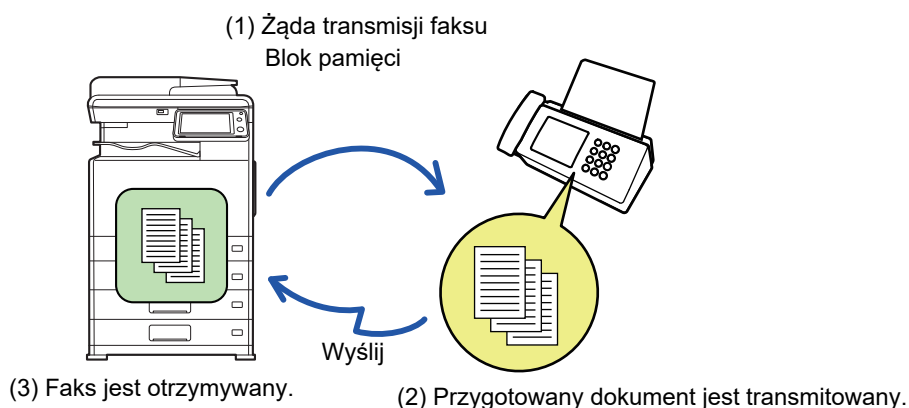 (1) Żąda transmisji faksu
Blok pamięci
Wyślij
(3) Faks jest otrzymywany.
(2) Przygotowany dokument jest transmitowany.